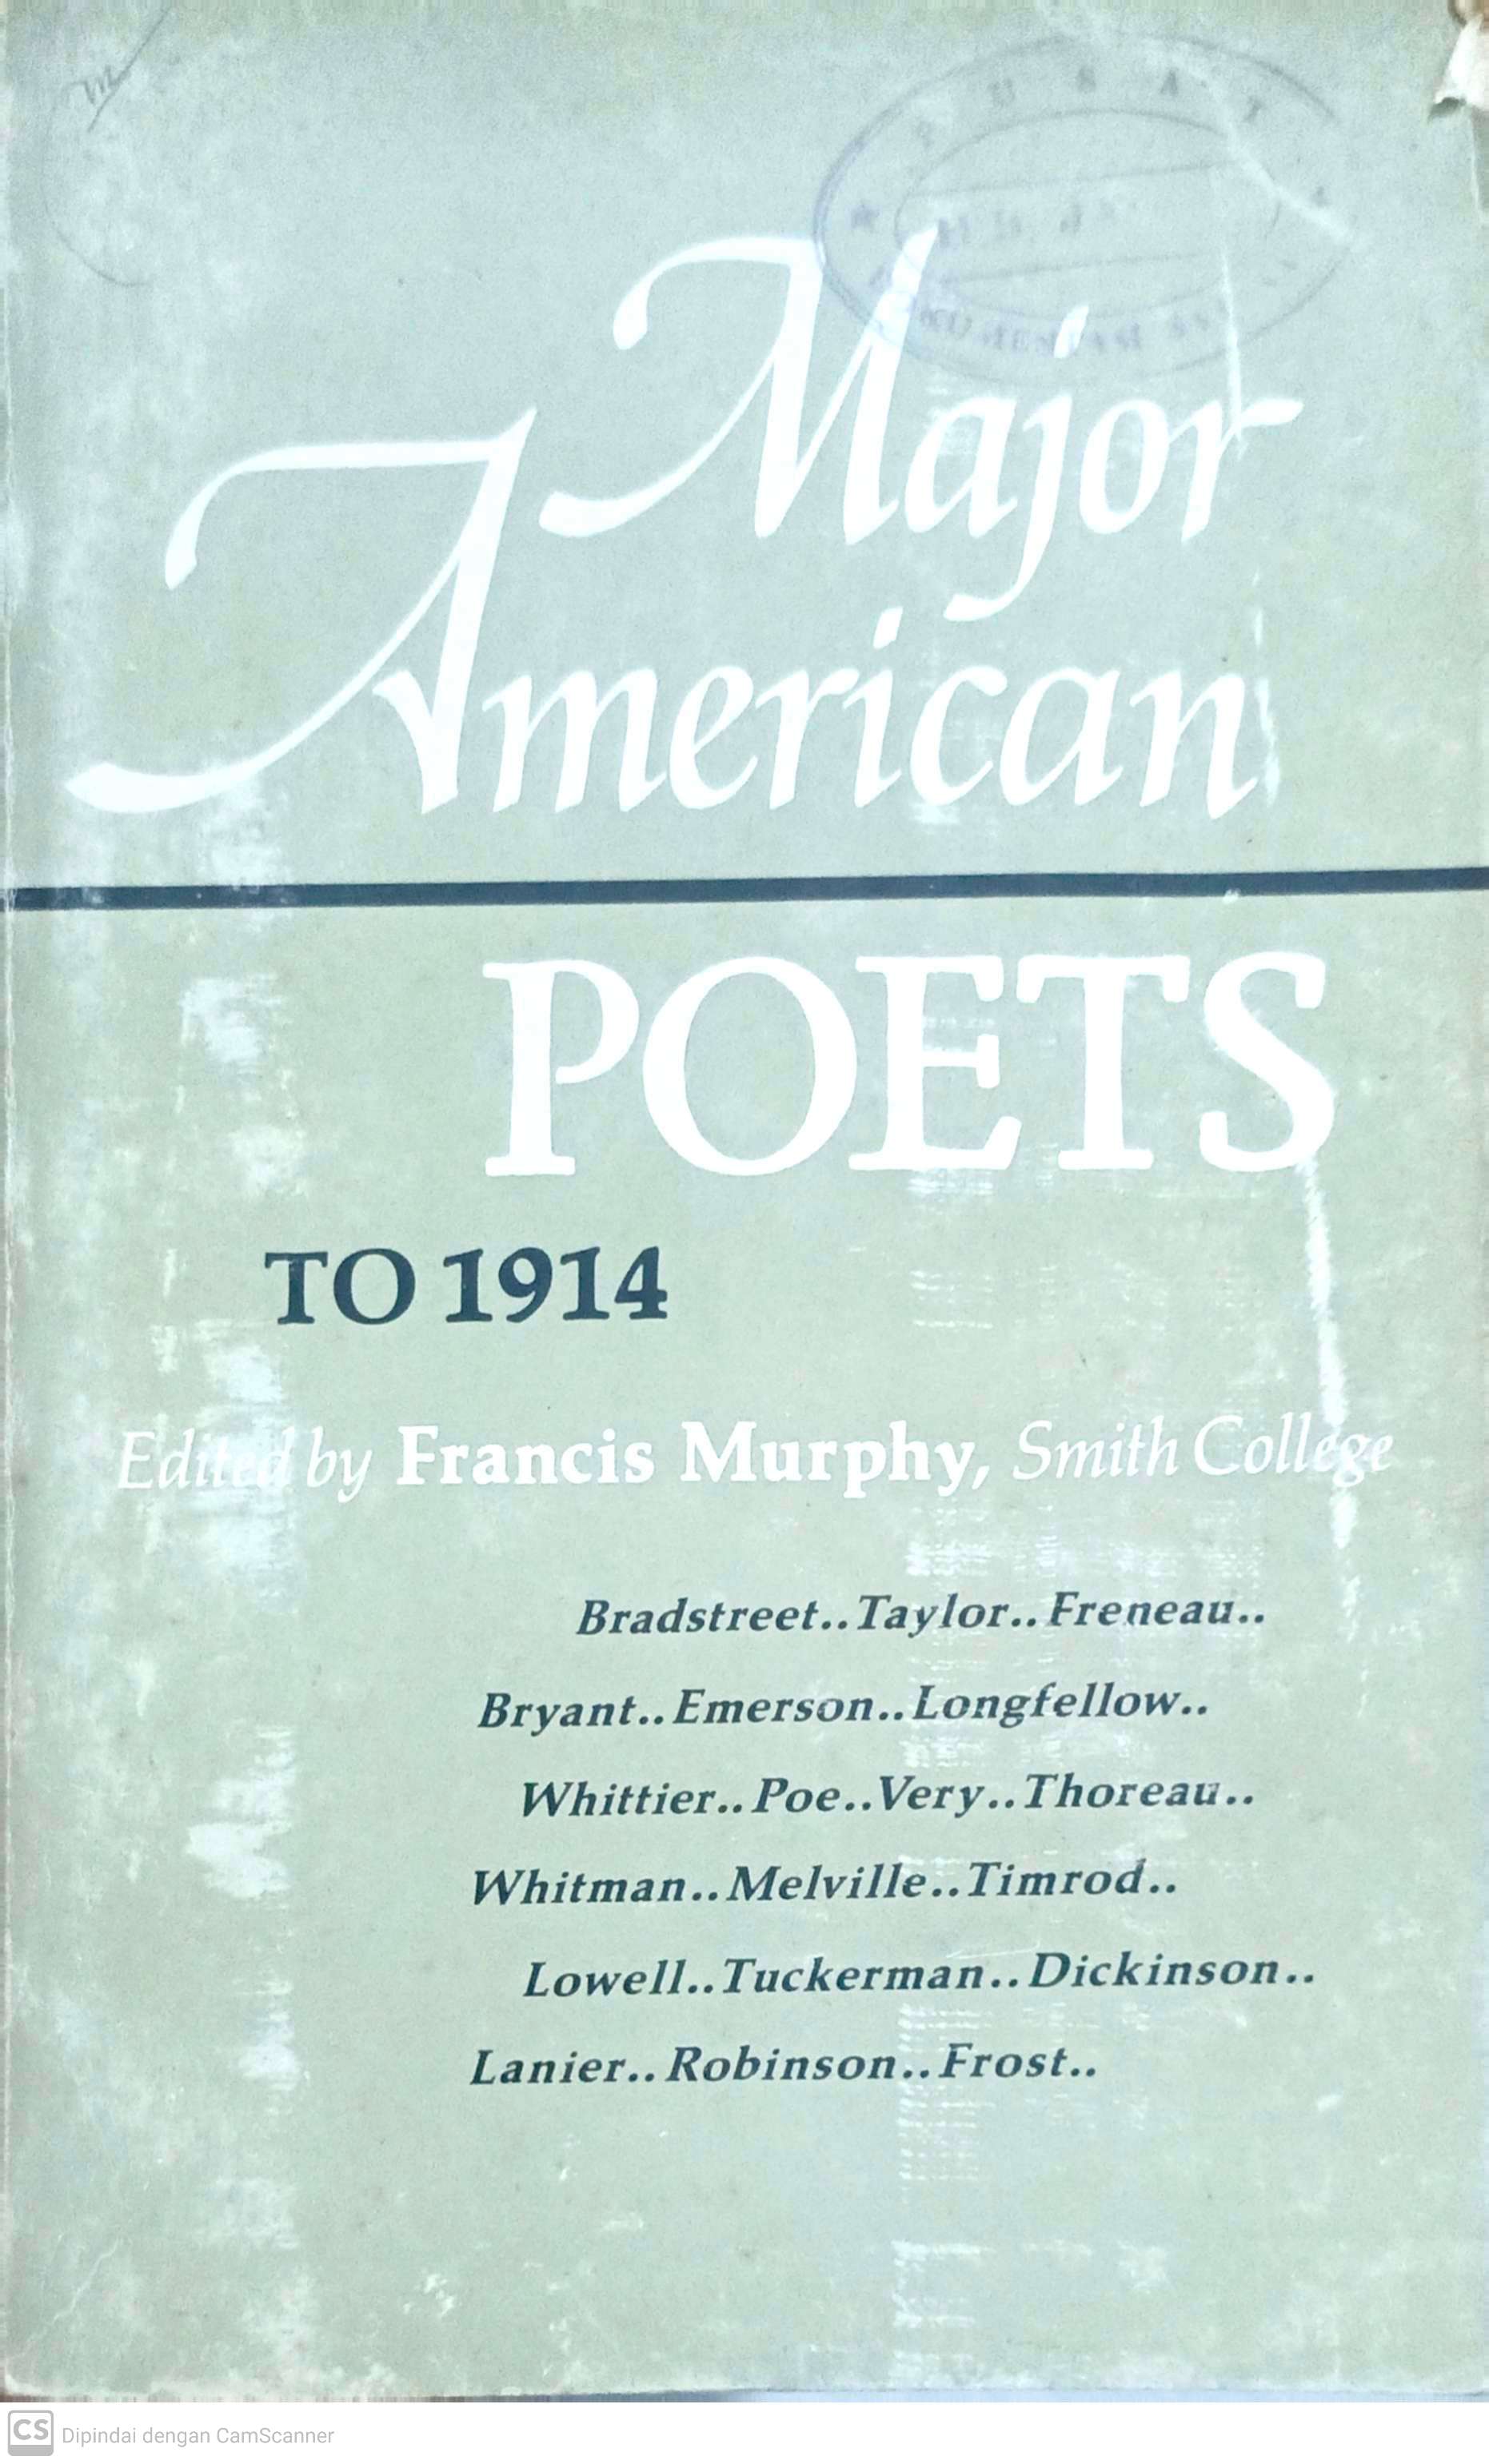 Major
American
POETS
TO 1914
Edited by Francis Murphy, Smith College
Bradstreet..Taylor..Freneau..
Bryant..Emerson..Longfellow..
Whittier..Poe..Very..Thoreau..
Whitman..Melville..Timrod..
Lowell..Tuckerman..Dickinson..
Lanier..Robinson..Frost..
CS Dipindai dengan CamScanner